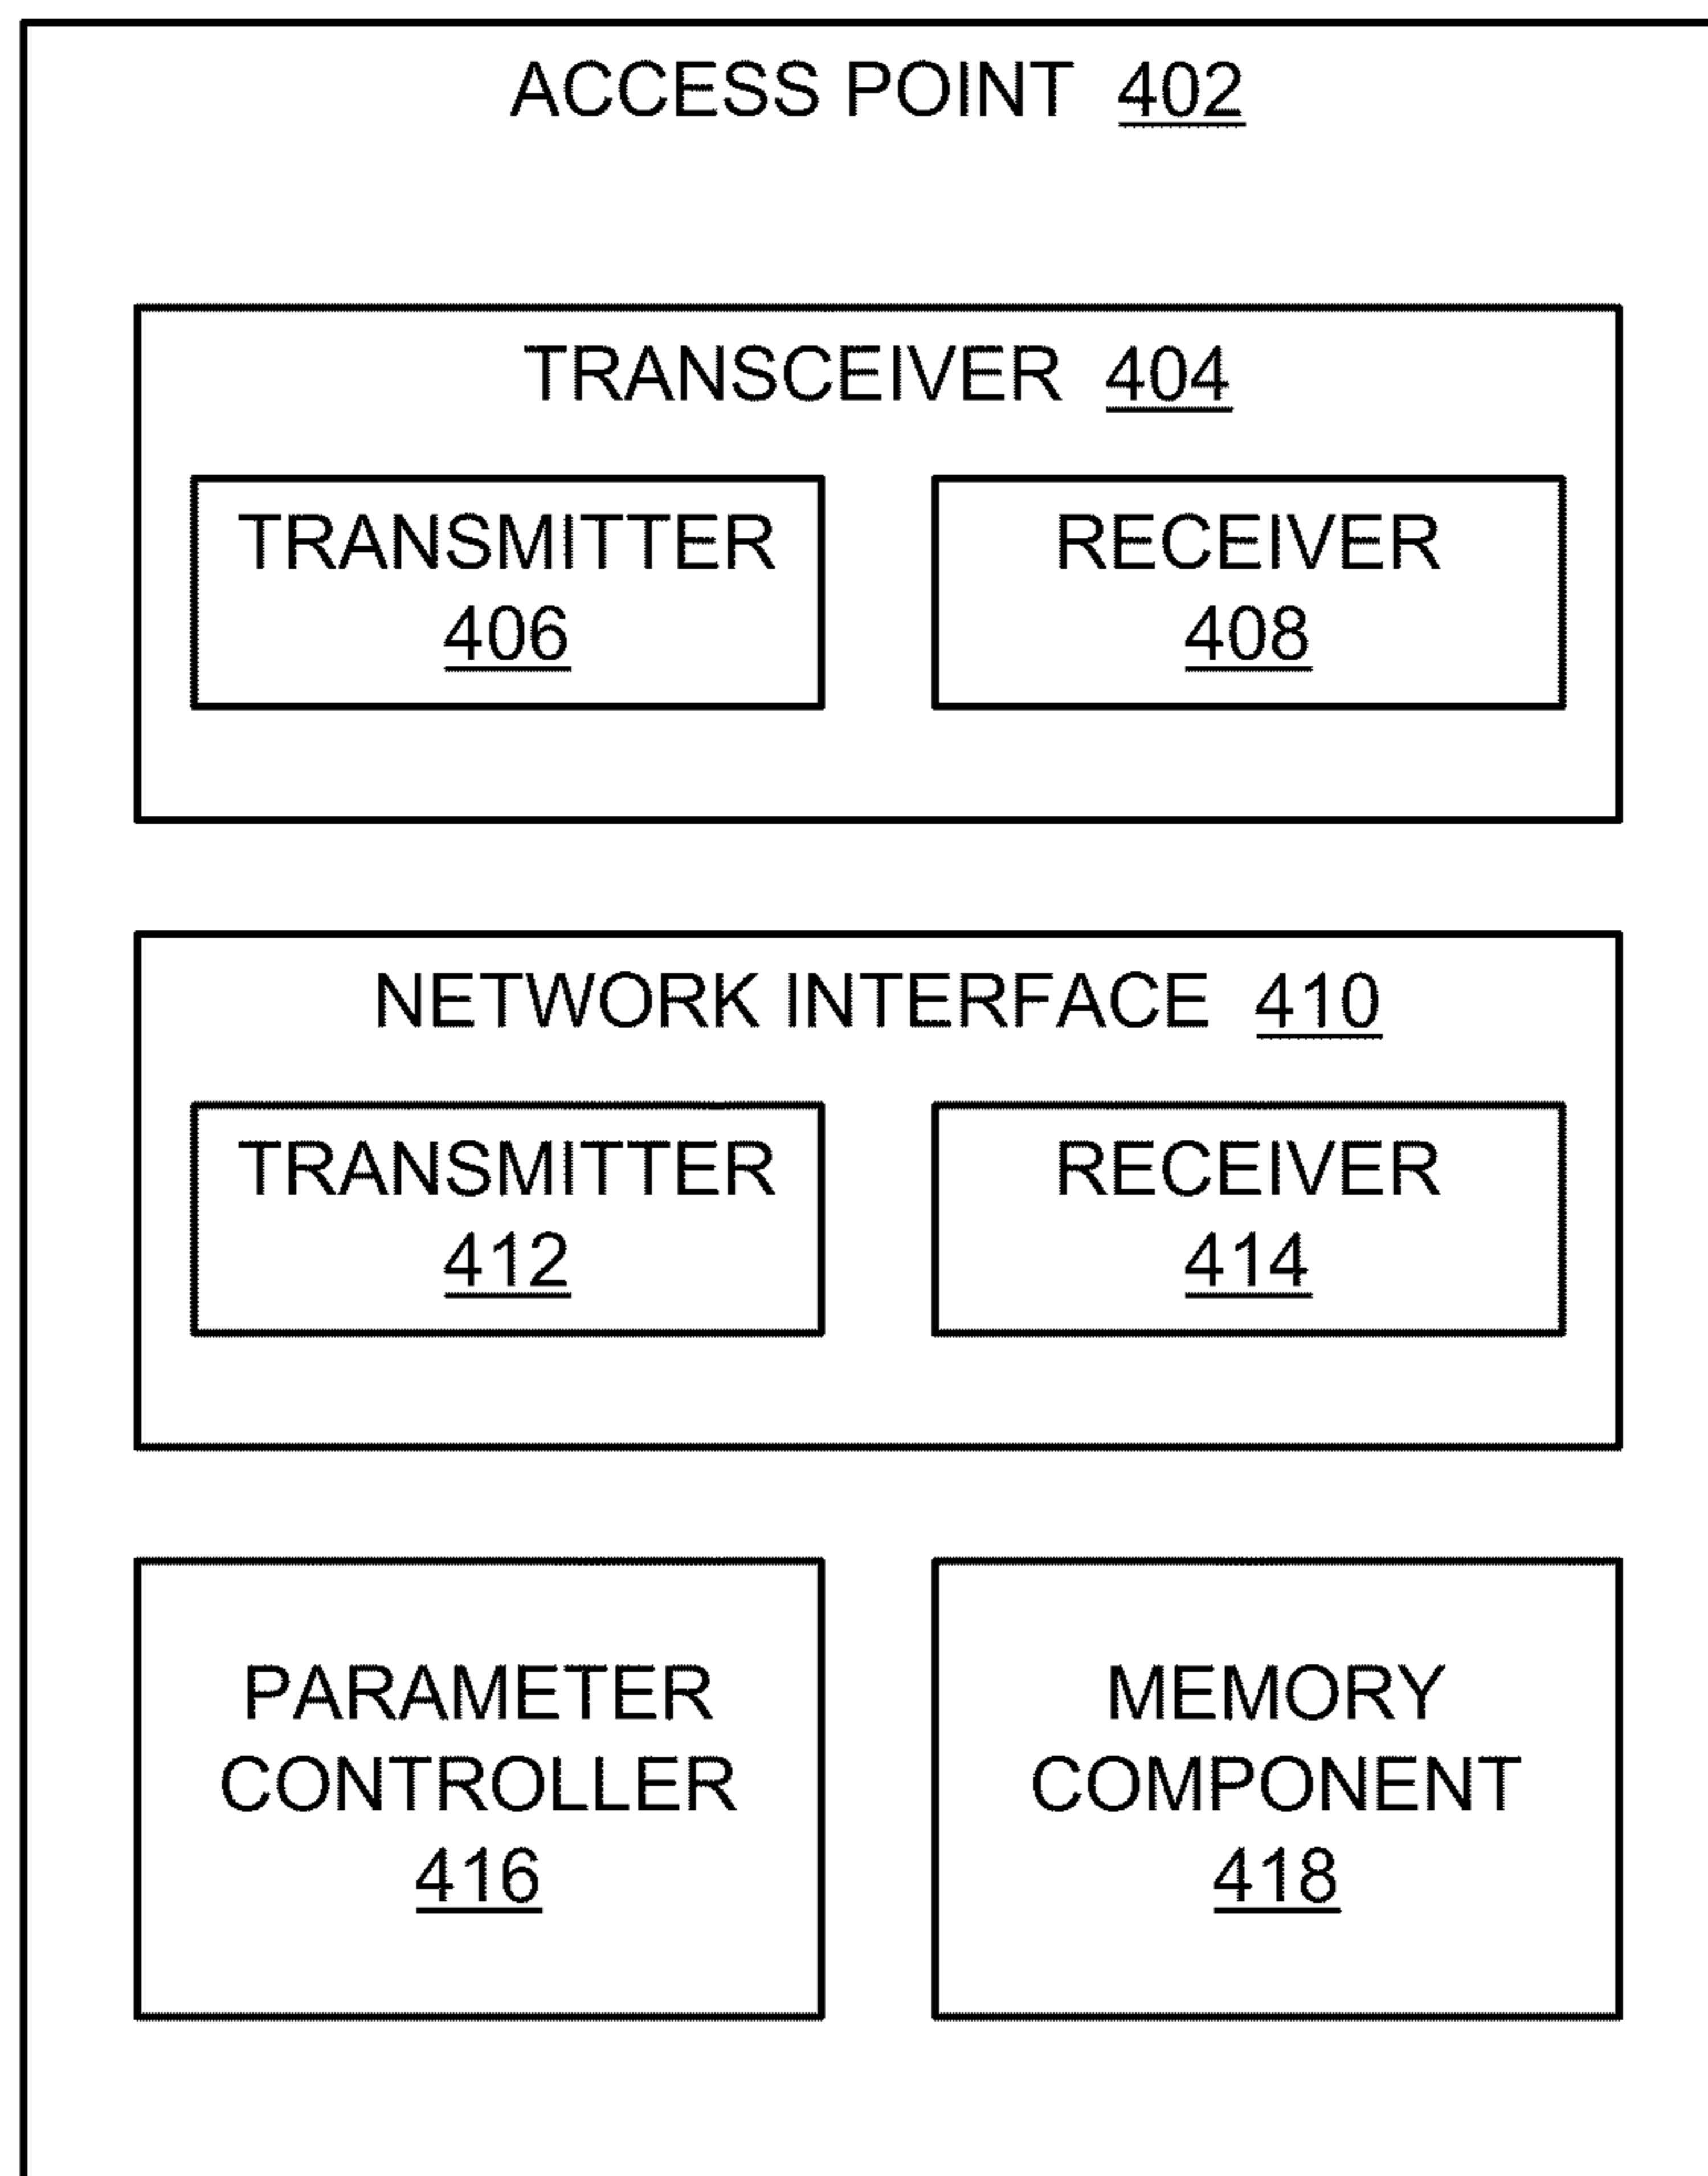 ACCESS POINT 402
TRANSCEIVER 404
TRANSMITTER
406
RECEIVER
408
NETWORK INTERFACE 410
TRANSMITTER
412
RECEIVER
414
PARAMETER
CONTROLLER
416
MEMORY
COMPONENT
418